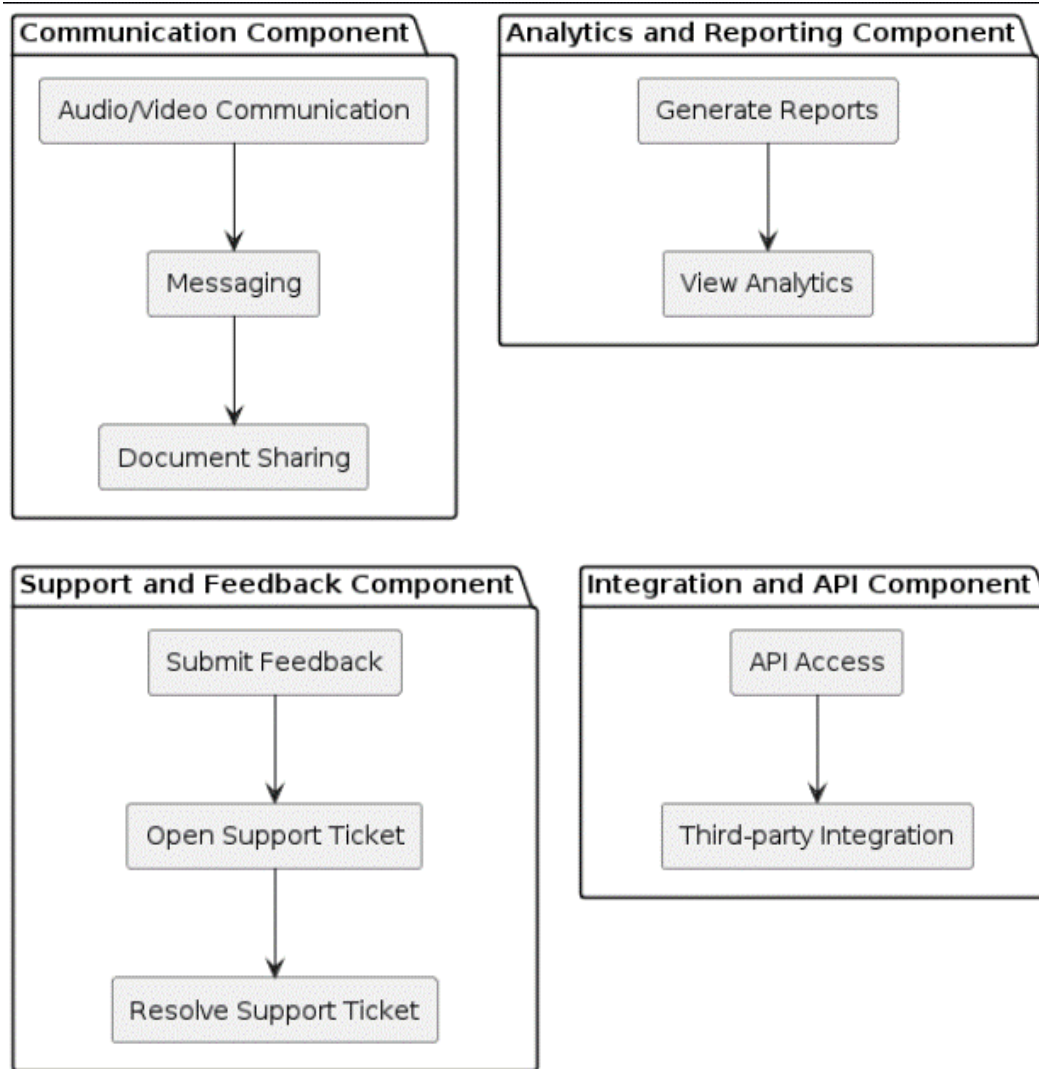 Communication Component
Audio/Video Communication
Messaging
Document Sharing
Analytics and Reporting Component
Generate Reports
View Analytics
Support and Feedback Component
Submit Feedback
Open Support Ticket
Resolve Support Ticket
Integration and API Component
API Access
Third-party Integration